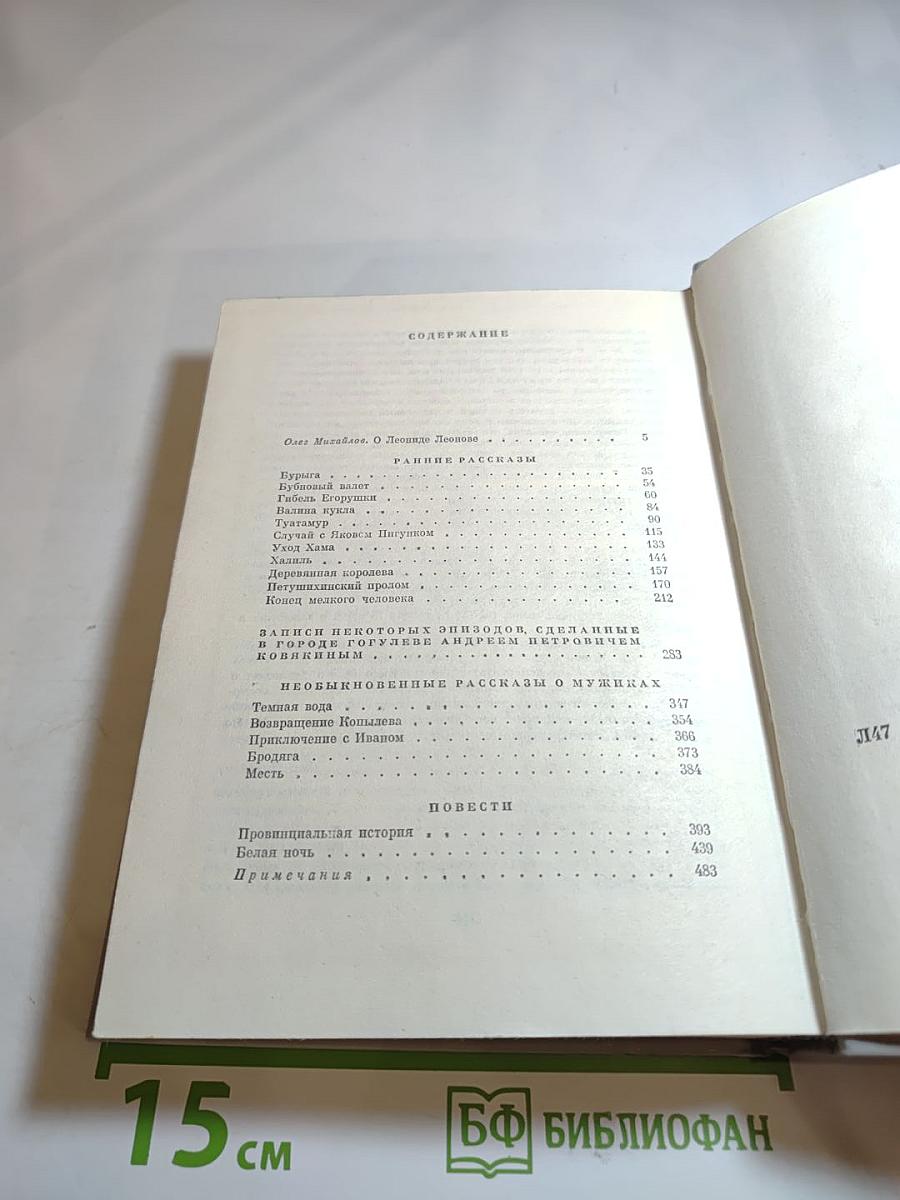 СОДЕРЖАНИЕ
Олег Михайлов. О Леониде Леонове . . . . . . . . . . 5
РАННИЕ РАССКАЗЫ
Бурыга . . . . . . . . . . . . . . . . . . . . 35
Бубновый валет . . . . . . . . . . . . . . . . . 54
Гибель Егорушки . . . . . . . . . . . . . . . . 60
Валина кукла . . . . . . . . . . . . . . . . . . 84
Туатамур . . . . . . . . . . . . . . . . . . . 90
Случай с Яковом Пигунком . . . . . . . . . . . . 115
Уход Хама . . . . . . . . . . . . . . . . . . . 133
Халиль . . . . . . . . . . . . . . . . . . . . 144
Деревянная королева . . . . . . . . . . . . . . 157
Петушихинский пролом . . . . . . . . . . . . . . 170
Конец мелкого человека . . . . . . . . . . . . . 212
ЗАПИСИ НЕКОТОРЫХ ЭПИЗОДОВ, СДЕЛАННЫЕ
В ГОРОДЕ ГОГУЛЕВЕ АНДРЕЕМ ПЕТРОВИЧЕМ
КОВЯКИНЫМ . . . . . . . . . . . . . . . . . . 283
НЕОБЫКНОВЕННЫЕ РАССКАЗЫ О МУЖИКАХ
Темная вода . . . . . . . . . . . . . . . . . . 347
Возвращение Копылева . . . . . . . . . . . . . . 354
Приключение с Иваном . . . . . . . . . . . . . . 366
Бродяга . . . . . . . . . . . . . . . . . . . . 373
Месть . . . . . . . . . . . . . . . . . . . . . 384
ПОВЕСТИ
Провинциальная история . . . . . . . . . . . . . 393
Белая ночь . . . . . . . . . . . . . . . . . . 439
Примечания . . . . . . . . . . . . . . . . . . 483
Л47
15 см
БФ БИБЛИОФАН